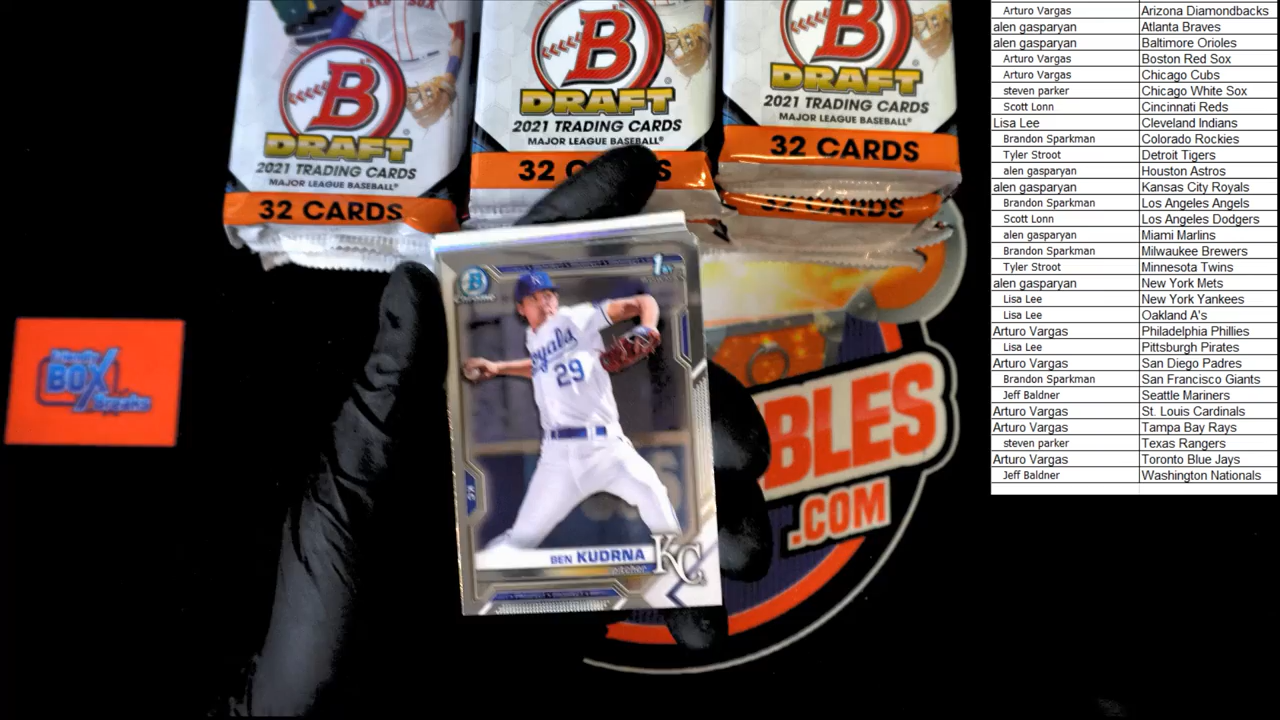 B
DRAFT
2021 TRADING CARDS
MAJOR LEAGUE BASEBALL®
32 CARDS
B
DRAFT
2021 TRADING CARDS
MAJOR LEAGUE BASEBALL®
32 CARDS
B
DRAFT
2021 TRADING CARDS
MAJOR LEAGUE BASEBALL®
32 CARDS
32 CARDS
1st
Royals
29
BEN KUDRNA
pitcher
KC
BOX
Breaks
BLES
.COM
Arturo Vargas Arizona Diamondbacks
alen gasparyan Atlanta Braves
alen gasparyan Baltimore Orioles
Arturo Vargas Boston Red Sox
Arturo Vargas Chicago Cubs
steven parker Chicago White Sox
Scott Lonn Cincinnati Reds
Lisa Lee Cleveland Indians
Brandon Sparkman Colorado Rockies
Tyler Stroot Detroit Tigers
alen gasparyan Houston Astros
alen gasparyan Kansas City Royals
Brandon Sparkman Los Angeles Angels
Scott Lonn Los Angeles Dodgers
alen gasparyan Miami Marlins
Brandon Sparkman Milwaukee Brewers
Tyler Stroot Minnesota Twins
alen gasparyan New York Mets
Lisa Lee New York Yankees
Lisa Lee Oakland A's
Arturo Vargas Philadelphia Phillies
Lisa Lee Pittsburgh Pirates
Arturo Vargas San Diego Padres
Brandon Sparkman San Francisco Giants
Jeff Baldner Seattle Mariners
Arturo Vargas St. Louis Cardinals
Arturo Vargas Tampa Bay Rays
steven parker Texas Rangers
Arturo Vargas Toronto Blue Jays
Jeff Baldner Washington Nationals